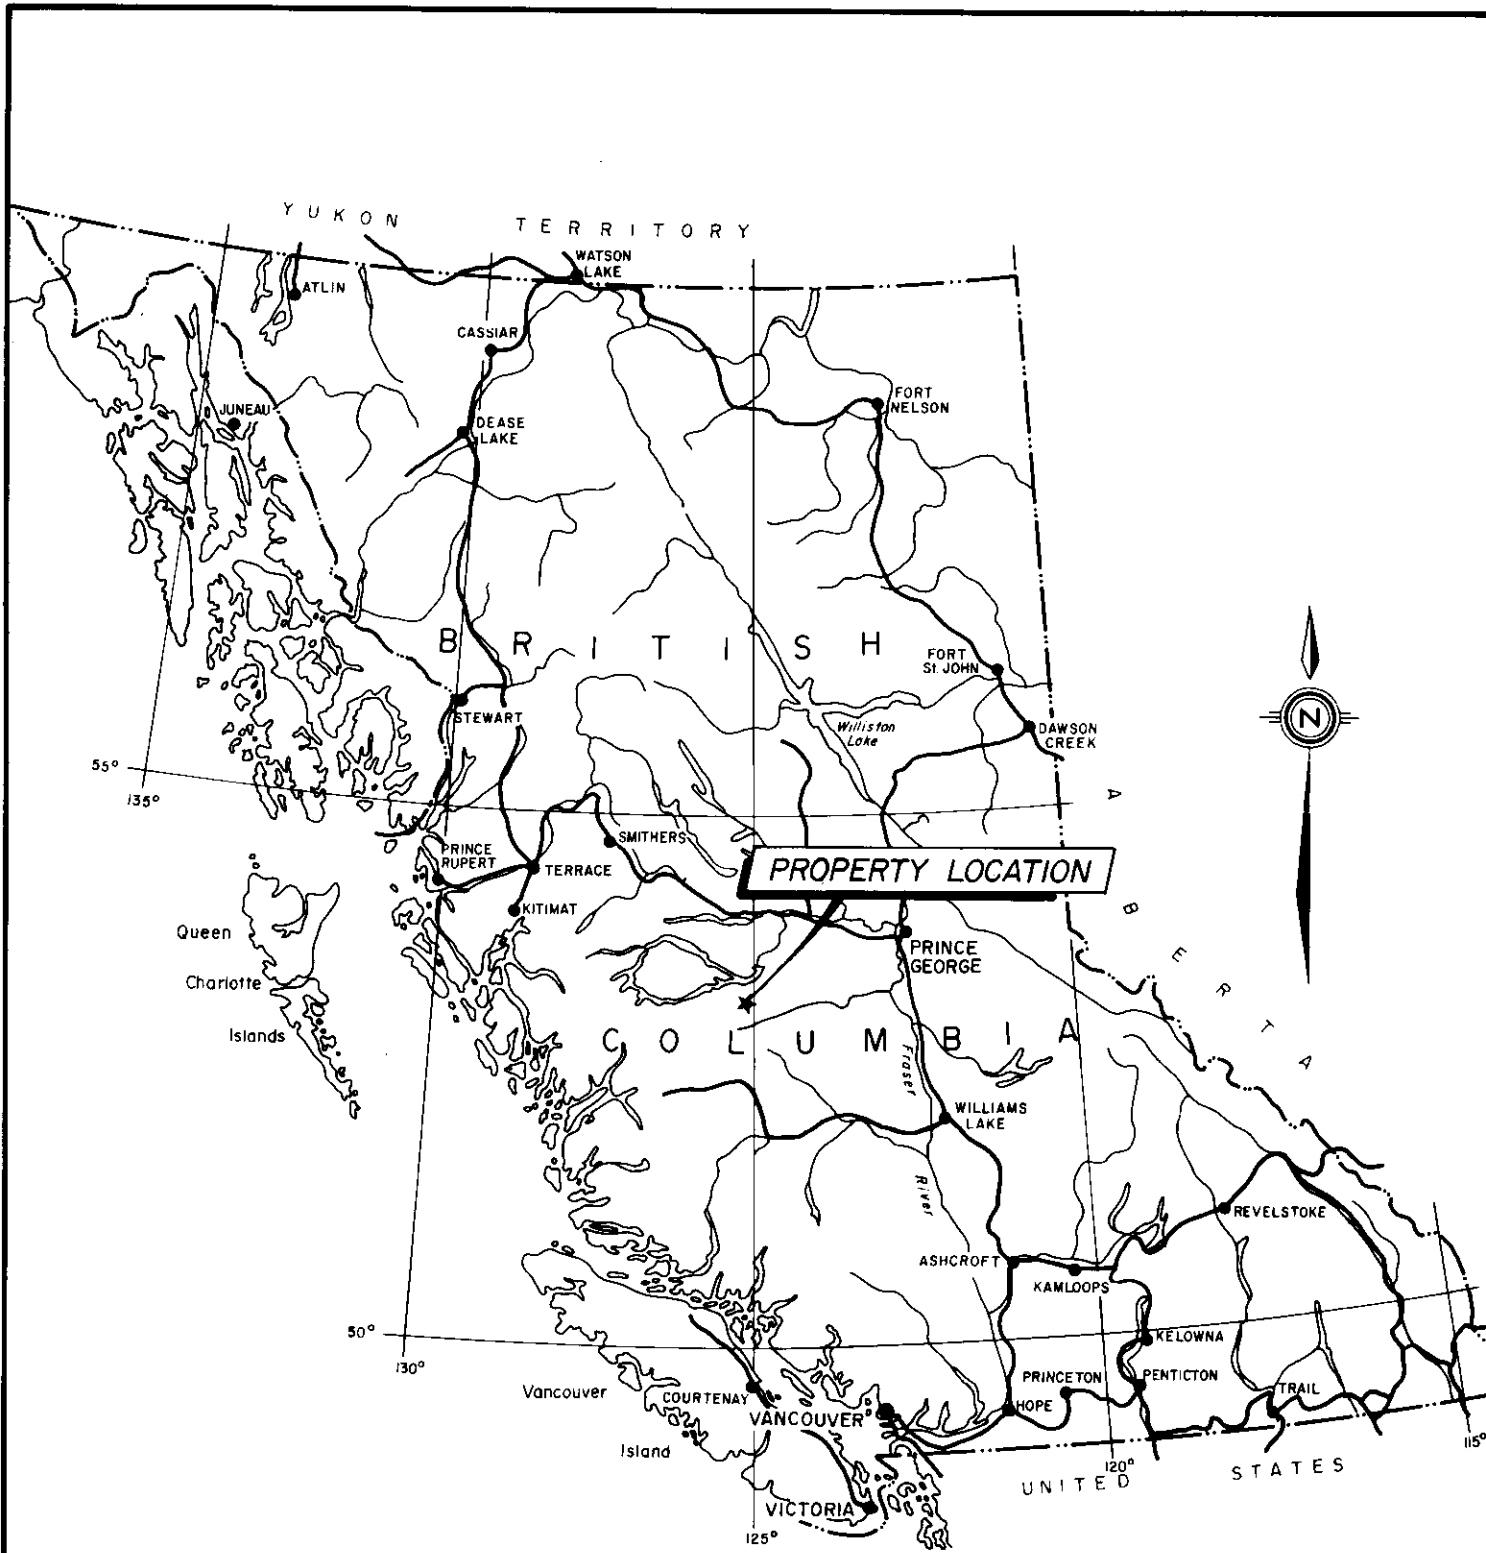 YUKON TERRITORY
WATSON
LAKE
ATLIN
CASSIAR
JUNEAU
DEASE
LAKE
FORT
NELSON
BRITISH
FORT
St. JOHN
STEWART
Williston
Lake
DAWSON
CREEK
N
55°
135°
PRINCE
RUPERT
SMITHERS
TERRACE
KITIMAT
PROPERTY LOCATION
ALBERTA
Queen
Charlotte
Islands
PRINCE
GEORGE
COLUMBIA
Fraser
River
WILLIAMS
LAKE
REVELSTOKE
ASHCROFT
KAMLOOPS
50°
130°
KELOWNA
Vancouver
Island
COURTENAY
VANCOUVER
PRINCETON
PENTICTON
HOPE
TRAIL
VICTORIA
125°
120°
115°
UNITED STATES